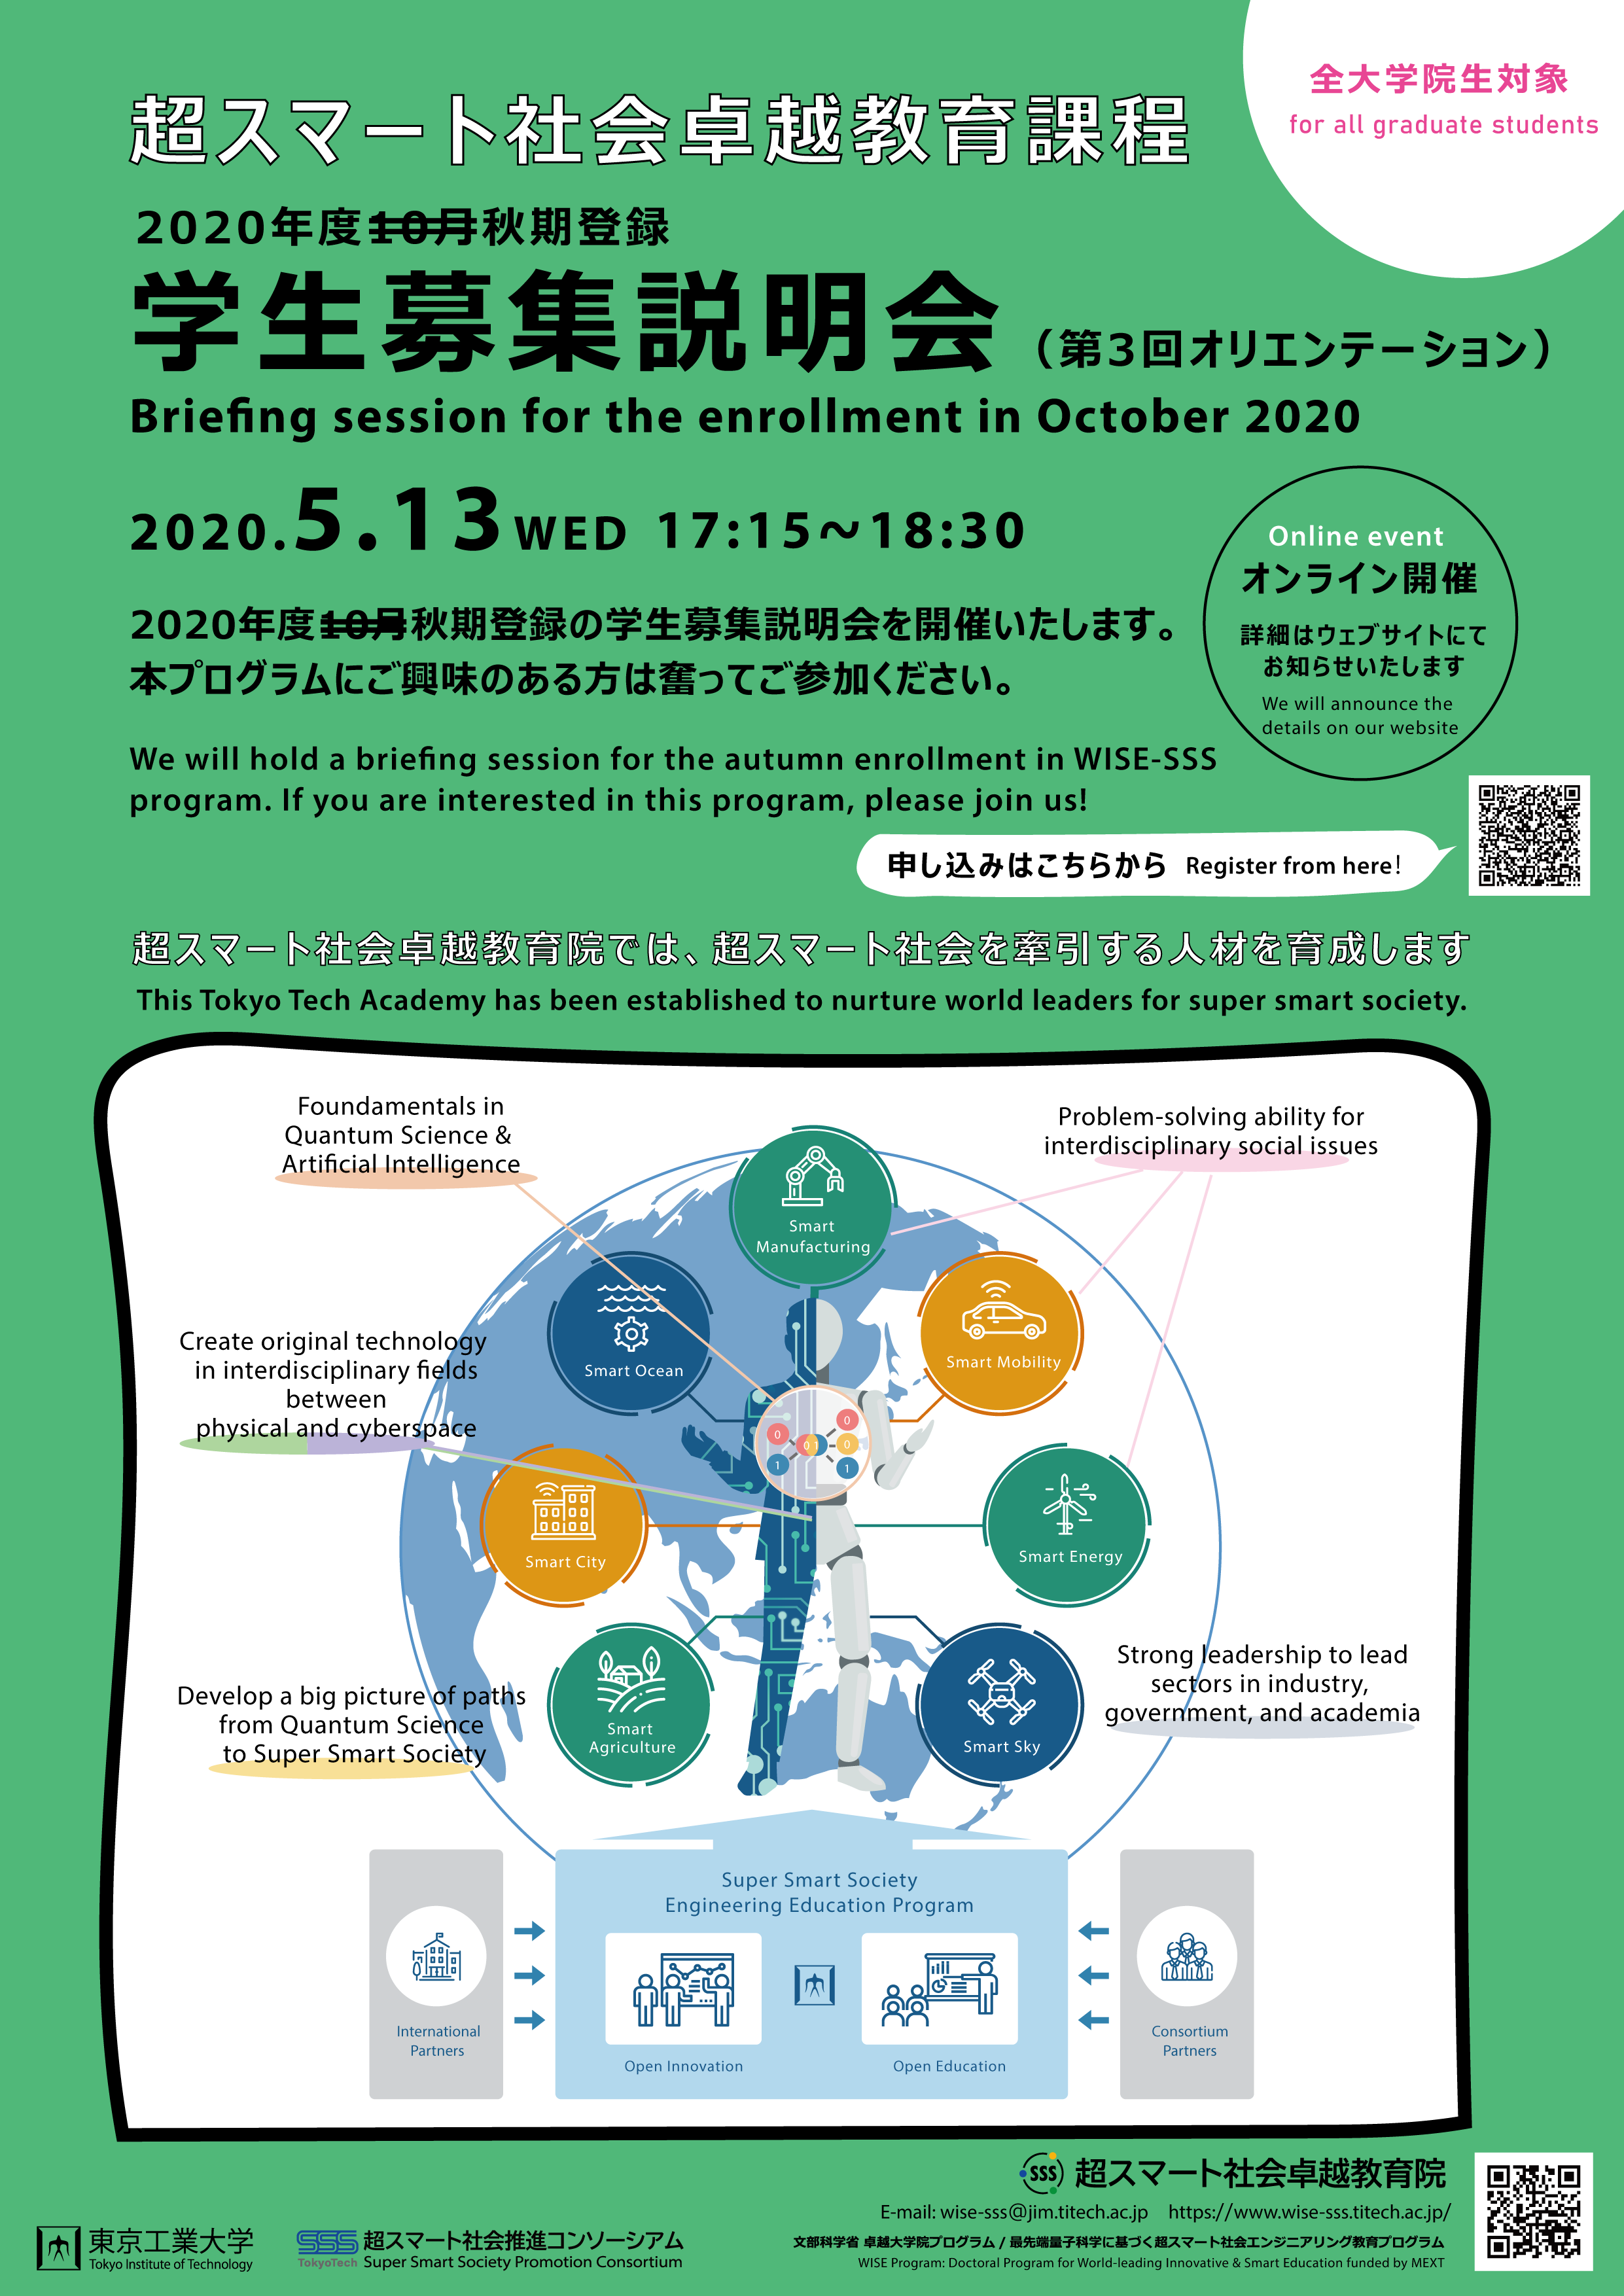 全大学院生対象
for all graduate students
超スマート社会卓越教育課程
2020年度10月秋期登録
学生募集説明会（第3回オリエンテーション）
Briefing session for the enrollment in October 2020
2020.5.13 WED 17:15~18:30
Online event
オンライン開催
詳細はウェブサイトにて
お知らせいたします
We will announce the
details on our website
2020年度10月秋期登録の学生募集説明会を開催いたします。
本プログラムにご興味のある方は奮ってご参加ください。
We will hold a briefing session for the autumn enrollment in WISE-SSS
program. If you are interested in this program, please join us!
申し込みはこちらから Register from here!
超スマート社会卓越教育院では、超スマート社会を牽引する人材を育成します
This Tokyo Tech Academy has been established to nurture world leaders for super smart society.
Foundamentals in
Quantum Science &
Artificial Intelligence
Problem-solving ability for
interdisciplinary social issues
Smart
Manufacturing
Smart Ocean
Smart Mobility
Create original technology
in interdisciplinary fields
between
physical and cyberspace
0
0
0 1
0
1
1
Smart City
Smart Energy
Develop a big picture of paths
from Quantum Science
to Super Smart Society
Smart
Agriculture
Smart Sky
Strong leadership to lead
sectors in industry,
government, and academia
Super Smart Society
Engineering Education Program
International
Partners
Open Innovation
Open Education
Consortium
Partners
SSS 超スマート社会卓越教育院
E-mail: wise-sss@jim.titech.ac.jp https://www.wise-sss.titech.ac.jp/
文部科学省 卓越大学院プログラム / 最先端量子科学に基づく超スマート社会エンジニアリング教育プログラム
WISE Program: Doctoral Program for World-leading Innovative & Smart Education funded by MEXT
東京工業大学
Tokyo Institute of Technology
SSS 超スマート社会推進コンソーシアム
TokyoTech Super Smart Society Promotion Consortium